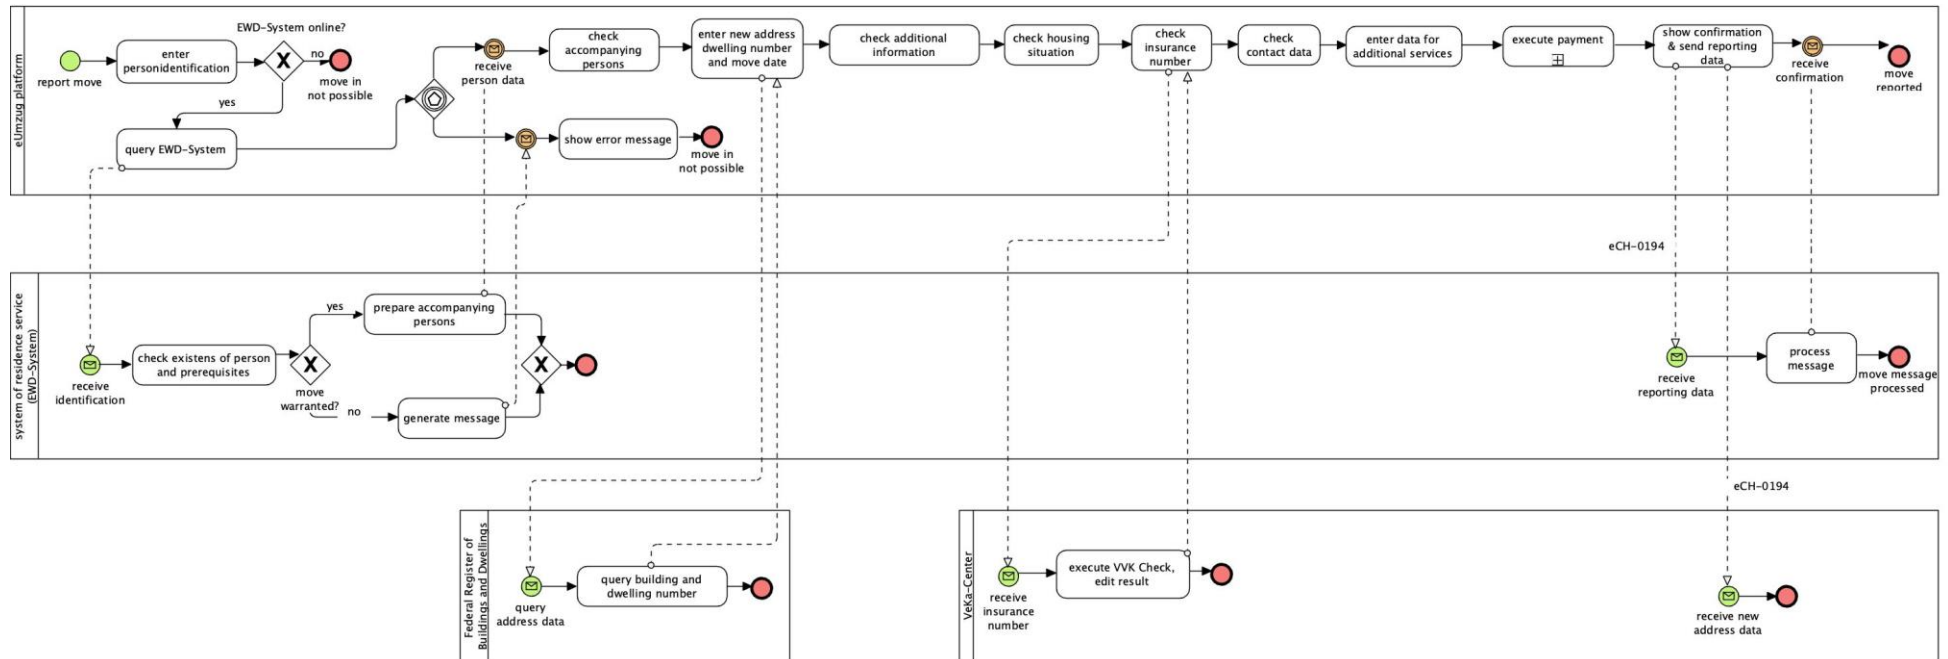 eUmzug platform
report move
enter
personidentification
EWD-System online?
X
no
move in
not possible
yes
query EWD-System
receive
person data
check
accompanying
persons
enter new address
dwelling number
and move date
check additional
information
check housing
situation
check
insurance
number
check
contact data
enter data for
additional services
execute payment
show confirmation
& send reporting
data
receive
confirmation
move
reported
show error message
move in
not possible
eCH-0194
system of residence service
(EWD-System)
receive
identification
check existens of person
and prerequisites
X
move
warranted?
yes
prepare accompanying
persons
no
generate message
X
receive
reporting data
process
message
move message
processed
eCH-0194
Federal Register of
Buildings and Dwellings
query
address data
query building and
dwelling number
VeKa-Center
receive
insurance
number
execute VVK Check,
edit result
receive new
address data